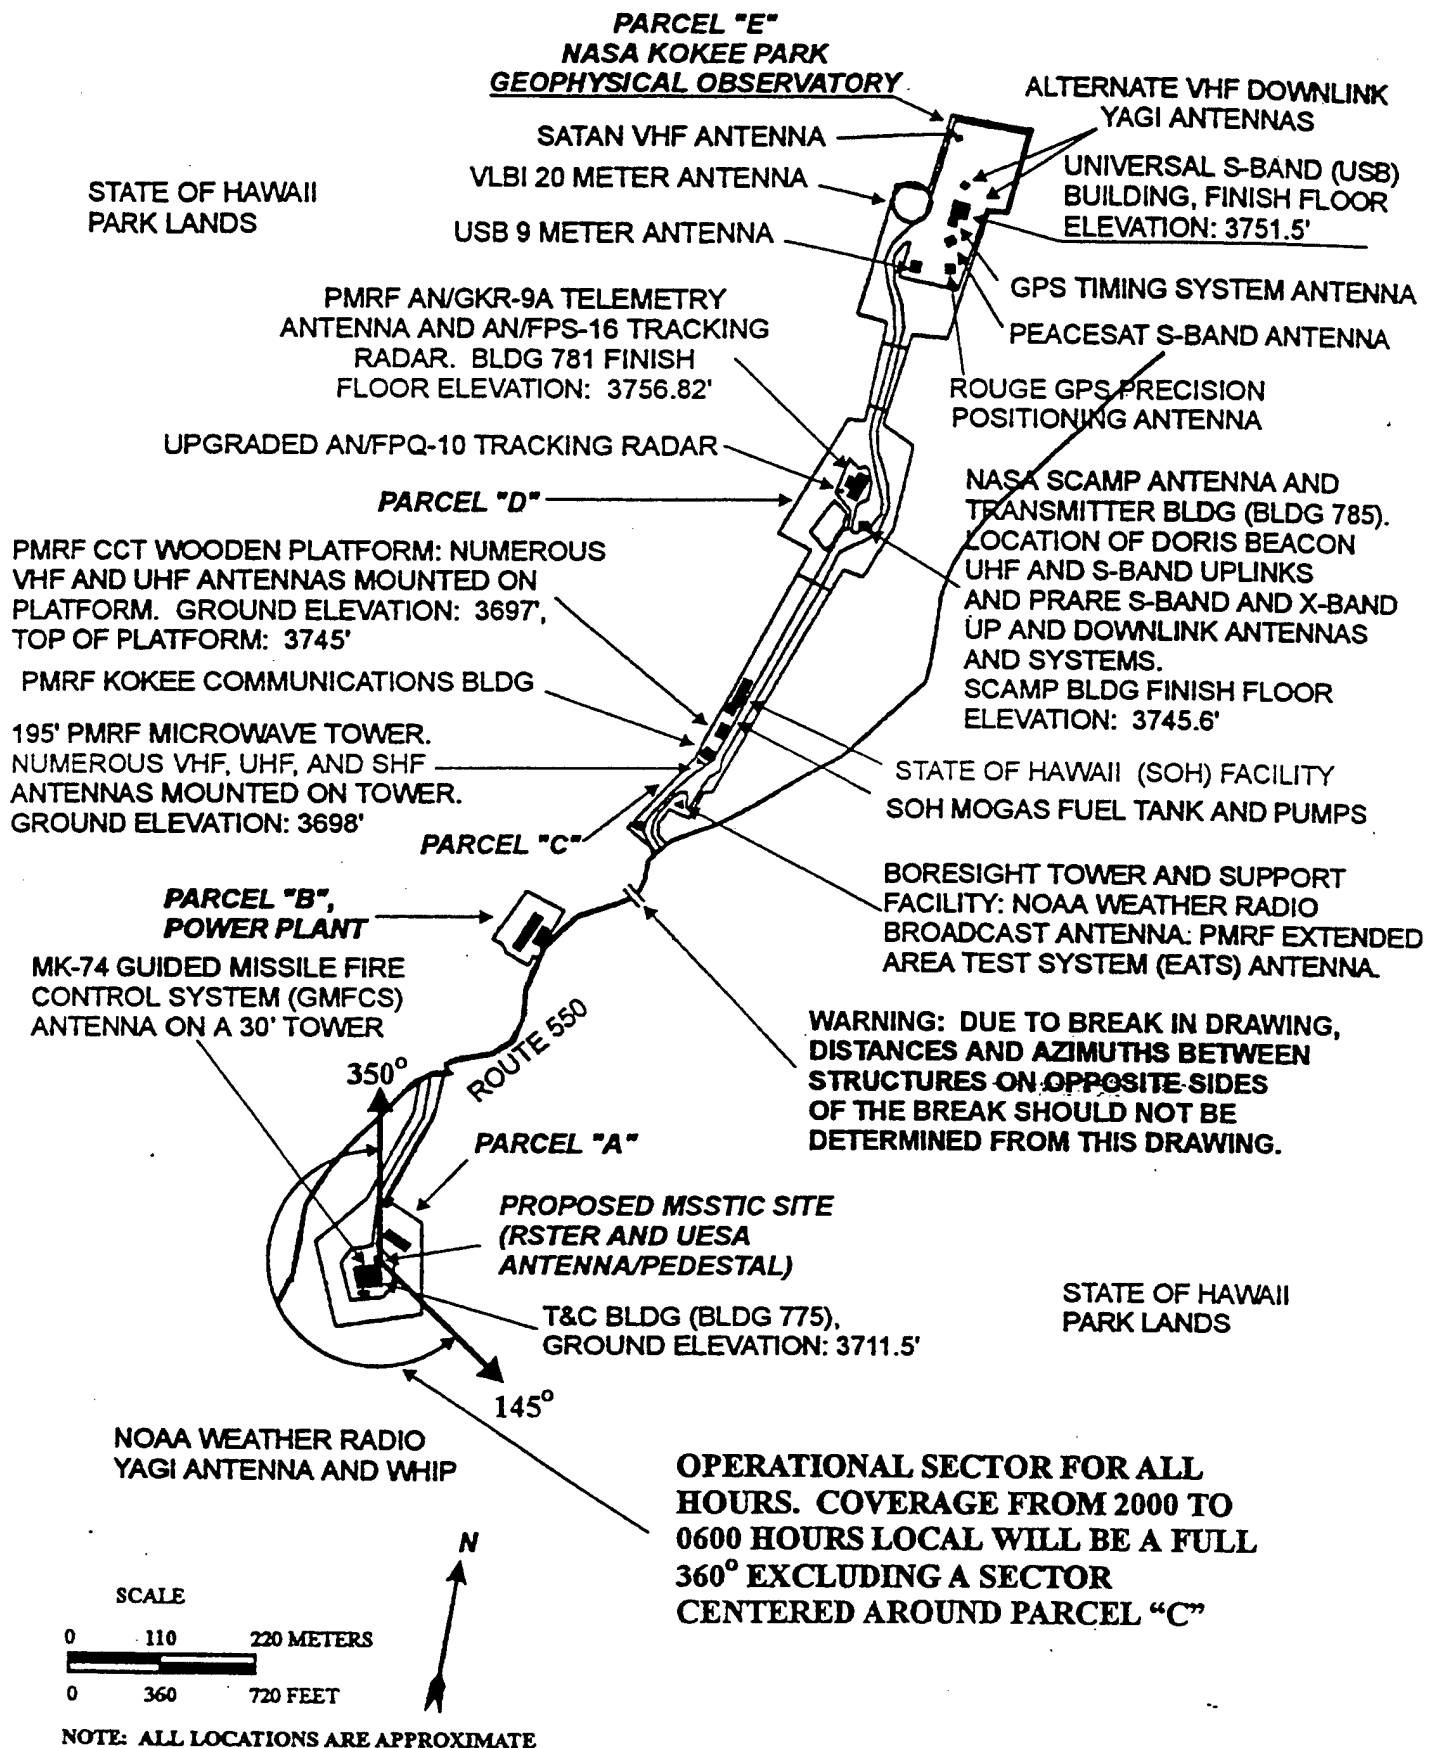 PARCEL "E"
NASA KOKEE PARK
GEOPHYSICAL OBSERVATORY
ALTERNATE VHF DOWNLINK
YAGI ANTENNAS
SATAN VHF ANTENNA
VLBI 20 METER ANTENNA
UNIVERSAL S-BAND (USB)
BUILDING, FINISH FLOOR
ELEVATION: 3751.5'
STATE OF HAWAII
PARK LANDS
USB 9 METER ANTENNA
GPS TIMING SYSTEM ANTENNA
PMRF AN/GKR-9A TELEMETRY
ANTENNA AND AN/FPS-16 TRACKING
RADAR. BLDG 781 FINISH
FLOOR ELEVATION: 3756.82'
PEACESAT S-BAND ANTENNA
ROUGE GPS PRECISION
POSITIONING ANTENNA
UPGRADED AN/FPQ-10 TRACKING RADAR
PARCEL "D"
NASA SCAMP ANTENNA AND
TRANSMITTER BLDG (BLDG 785).
LOCATION OF DORIS BEACON
UHF AND S-BAND UPLINKS
AND PRARE S-BAND AND X-BAND
UP AND DOWNLINK ANTENNAS
AND SYSTEMS.
SCAMP BLDG FINISH FLOOR
ELEVATION: 3745.6'
PMRF CCT WOODEN PLATFORM: NUMEROUS
VHF AND UHF ANTENNAS MOUNTED ON
PLATFORM. GROUND ELEVATION: 3697',
TOP OF PLATFORM: 3745'
PMRF KOKEE COMMUNICATIONS BLDG
195' PMRF MICROWAVE TOWER.
NUMEROUS VHF, UHF, AND SHF
ANTENNAS MOUNTED ON TOWER.
GROUND ELEVATION: 3698'
STATE OF HAWAII (SOH) FACILITY
SOH MOGAS FUEL TANK AND PUMPS
PARCEL "C"
BORESIGHT TOWER AND SUPPORT
FACILITY: NOAA WEATHER RADIO
BROADCAST ANTENNA: PMRF EXTENDED
AREA TEST SYSTEM (EATS) ANTENNA.
PARCEL "B",
POWER PLANT
MK-74 GUIDED MISSILE FIRE
CONTROL SYSTEM (GMFCS)
ANTENNA ON A 30' TOWER
WARNING: DUE TO BREAK IN DRAWING,
DISTANCES AND AZIMUTHS BETWEEN
STRUCTURES ON OPPOSITE SIDES
OF THE BREAK SHOULD NOT BE
DETERMINED FROM THIS DRAWING.
ROUTE 550
350°
PARCEL "A"
PROPOSED MSSTIC SITE
(RSTER AND UESA
ANTENNA/PEDESTAL)
T&C BLDG (BLDG 775),
GROUND ELEVATION: 3711.5'
STATE OF HAWAII
PARK LANDS
145°
NOAA WEATHER RADIO
YAGI ANTENNA AND WHIP
OPERATIONAL SECTOR FOR ALL
HOURS. COVERAGE FROM 2000 TO
0600 HOURS LOCAL WILL BE A FULL
360° EXCLUDING A SECTOR
CENTERED AROUND PARCEL "C"
N
SCALE
0 110 220 METERS
0 360 720 FEET
NOTE: ALL LOCATIONS ARE APPROXIMATE